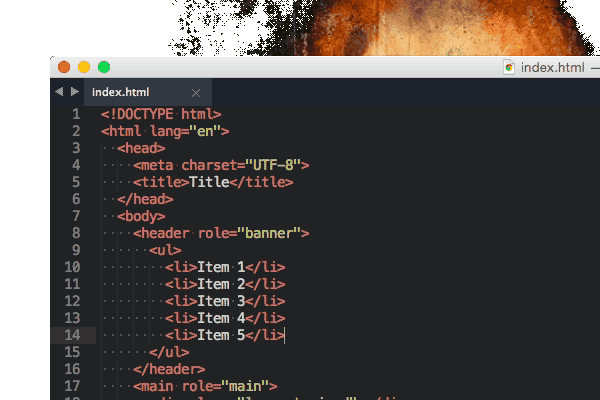 index.html —
index.html ×
1 <!DOCTYPE html>
2 <html lang="en">
3 <head>
4 <meta charset="UTF-8">
5 <title>Title</title>
6 </head>
7 <body>
8 <header role="banner">
9 <ul>
10 <li>Item 1</li>
11 <li>Item 2</li>
12 <li>Item 3</li>
13 <li>Item 4</li>
14 <li>Item 5</li>
15 </ul>
16 </header>
17 <main role="main">